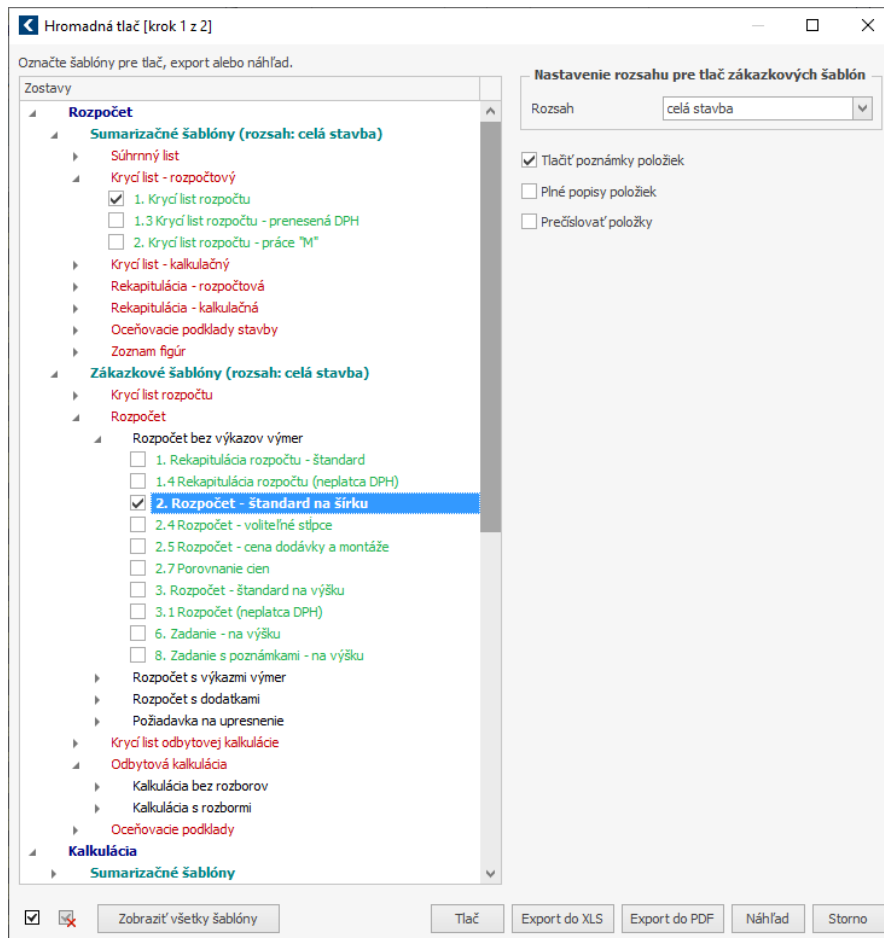 Hromadná tlač [krok 1 z 2]
Označte šablóny pre tlač, export alebo náhľad.
Zostavy
Rozpočet
Sumarizačné šablóny (rozsah: celá stavba)
Súhrnný list
Krycí list - rozpočtový
1. Krycí list rozpočtu
1.3 Krycí list rozpočtu - prenesená DPH
2. Krycí list rozpočtu - práce "M"
Krycí list - kalkulačný
Rekapitulácia - rozpočtová
Rekapitulácia - kalkulačná
Oceňovacie podklady stavby
Zoznam figúr
Zákazkové šablóny (rozsah: celá stavba)
Krycí list rozpočtu
Rozpočet
Rozpočet bez výkazov výmer
1. Rekapitulácia rozpočtu - štandard
1.4 Rekapitulácia rozpočtu (neplatca DPH)
2. Rozpočet - štandard na šírku
2.4 Rozpočet - voliteľné stĺpce
2.5 Rozpočet - cena dodávky a montáže
2.7 Porovnanie cien
3. Rozpočet - štandard na výšku
3.1 Rozpočet (neplatca DPH)
6. Zadanie - na výšku
8. Zadanie s poznámkami - na výšku
Rozpočet s výkazmi výmer
Rozpočet s dodatkami
Požiadavka na upresnenie
Krycí list odbytovej kalkulácie
Odbytová kalkulácia
Kalkulácia bez rozborov
Kalkulácia s rozbormi
Oceňovacie podklady
Kalkulácia
Sumarizačné šablóny
Nastavenie rozsahu pre tlač zákazkových šablón
Rozsah celá stavba
Tlačiť poznámky položiek
Plné popisy položiek
Prečíslovať položky
Zobraziť všetky šablóny Tlač Export do XLS Export do PDF Náhľad Storno